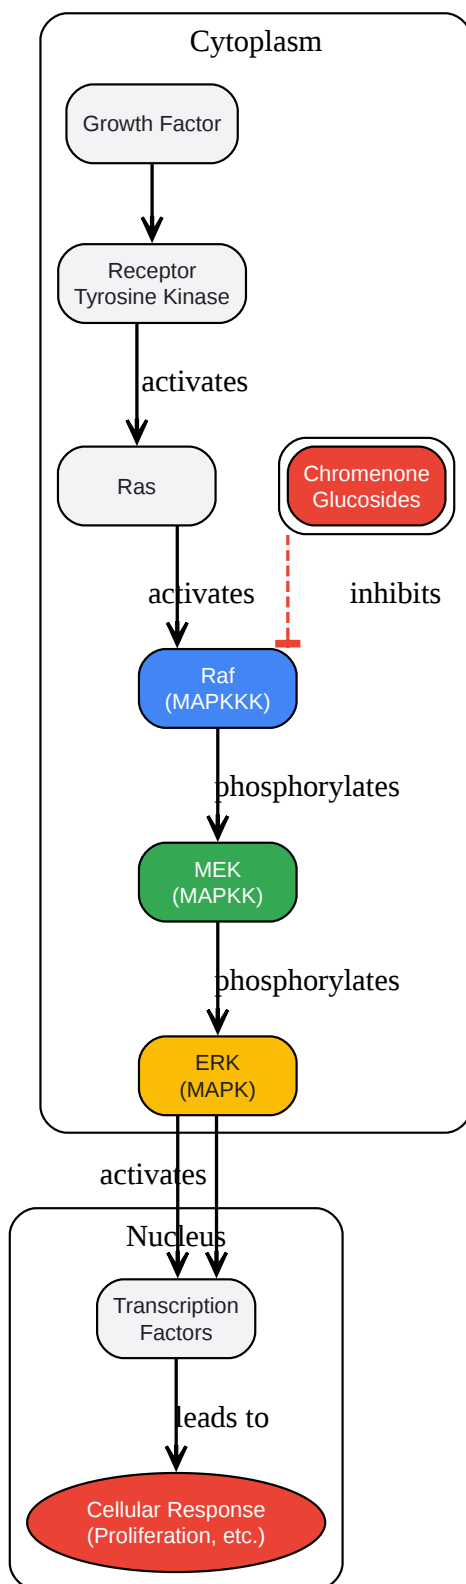 Cytoplasm
Growth Factor
Receptor
Tyrosine Kinase
activates
Ras
Chromenone
Glucosides
activates
inhibits
Raf
(MAPKKK)
phosphorylates
MEK
(MAPKK)
phosphorylates
ERK
(MAPK)
activates
Nucleus
Transcription
Factors
leads to
Cellular Response
(Proliferation, etc.)